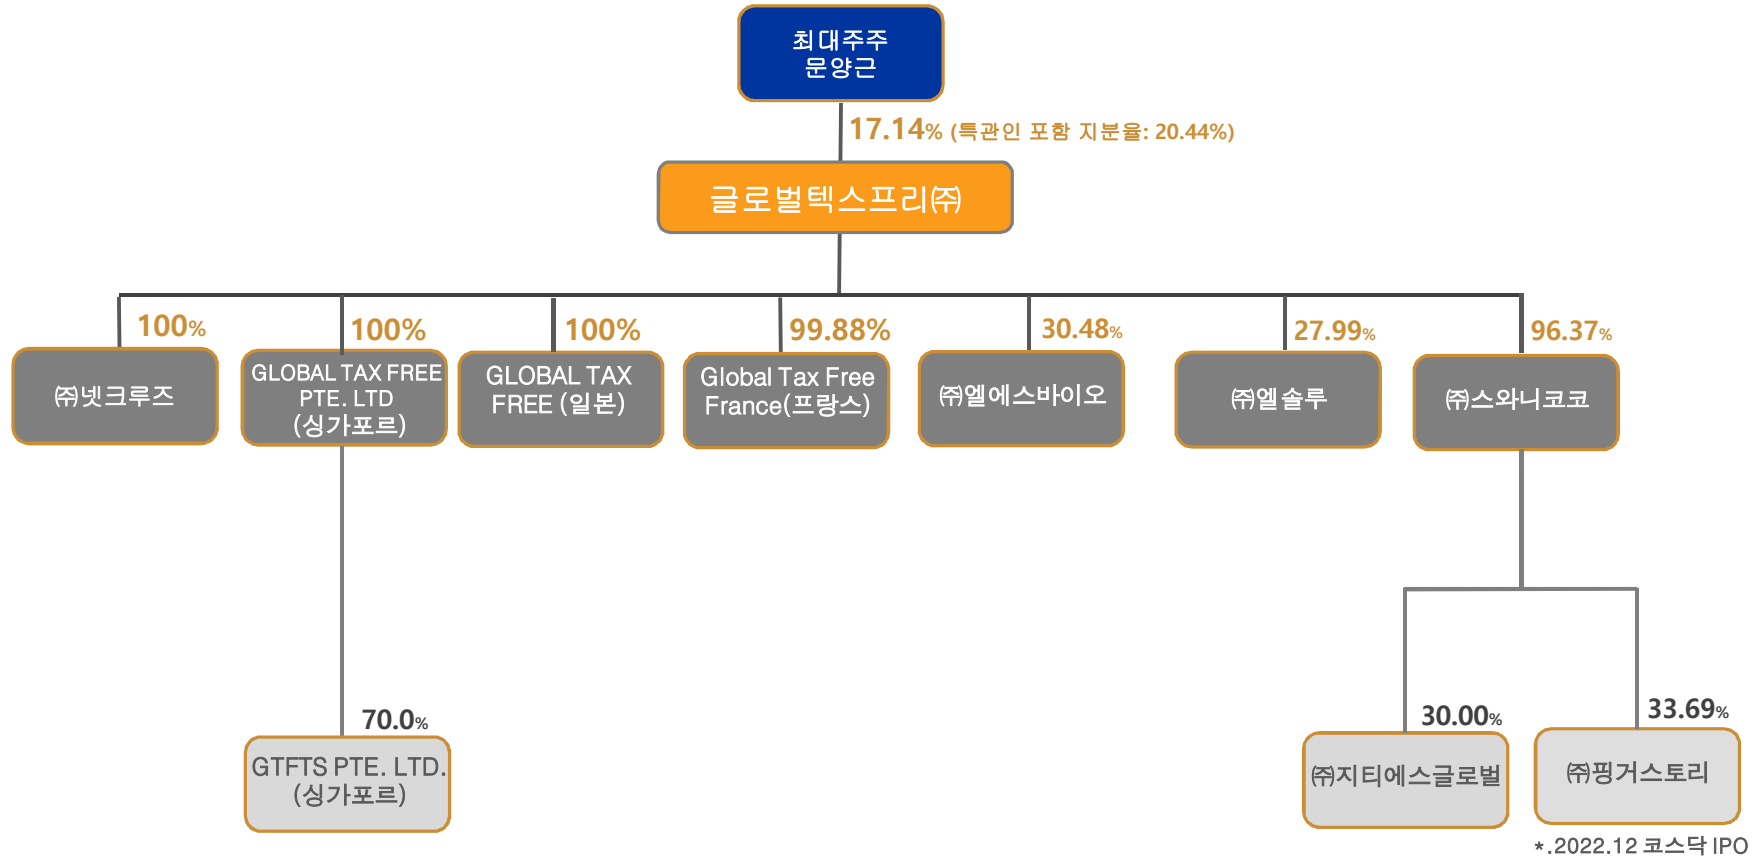 최대주주
문양근
17.14% (특관인 포함 지분율: 20.44%)
글로벌텍스프리㈜
100%
100%
100%
99.88%
30.48%
27.99%
96.37%
㈜넷크루즈
GLOBAL TAX FREE
PTE. LTD
(싱가포르)
GLOBAL TAX
FREE (일본)
Global Tax Free
France(프랑스)
㈜엘에스바이오
㈜엘솔루
㈜스와니코코
70.0%
30.00%
33.69%
GTFTS PTE. LTD.
(싱가포르)
㈜지티에스글로벌
㈜핑거스토리
*.2022.12 코스닥 IPO